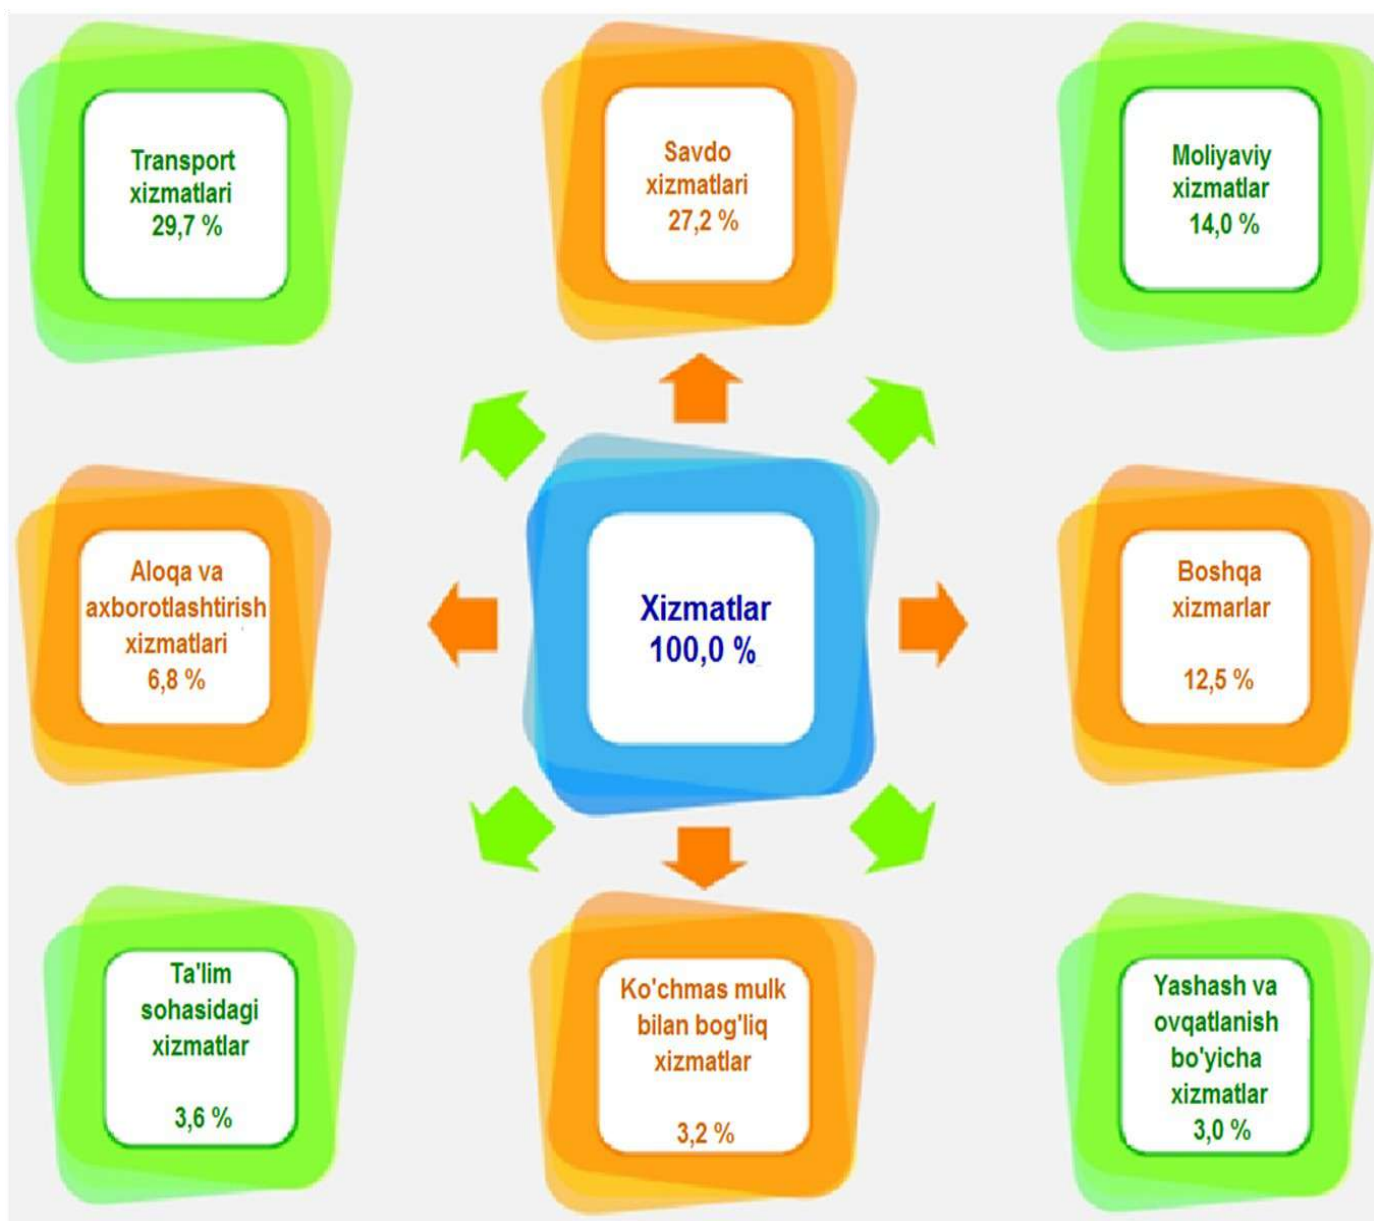 Transport
xizmatlari
29,7 %
Savdo
xizmatlari
27,2 %
Moliyaviy
xizmatlar
14,0 %
Aloqa va
axborotlashtirish
xizmatlari
6,8 %
Xizmatlar
100,0 %
Boshqa
xizmarlar
12,5 %
Ta'lim
sohasidagi
xizmatlar
3,6 %
Ko'chmas mulk
bilan bog'liq
xizmatlar
3,2 %
Yashash va
ovqatlanish
bo'yicha
xizmatlar
3,0 %